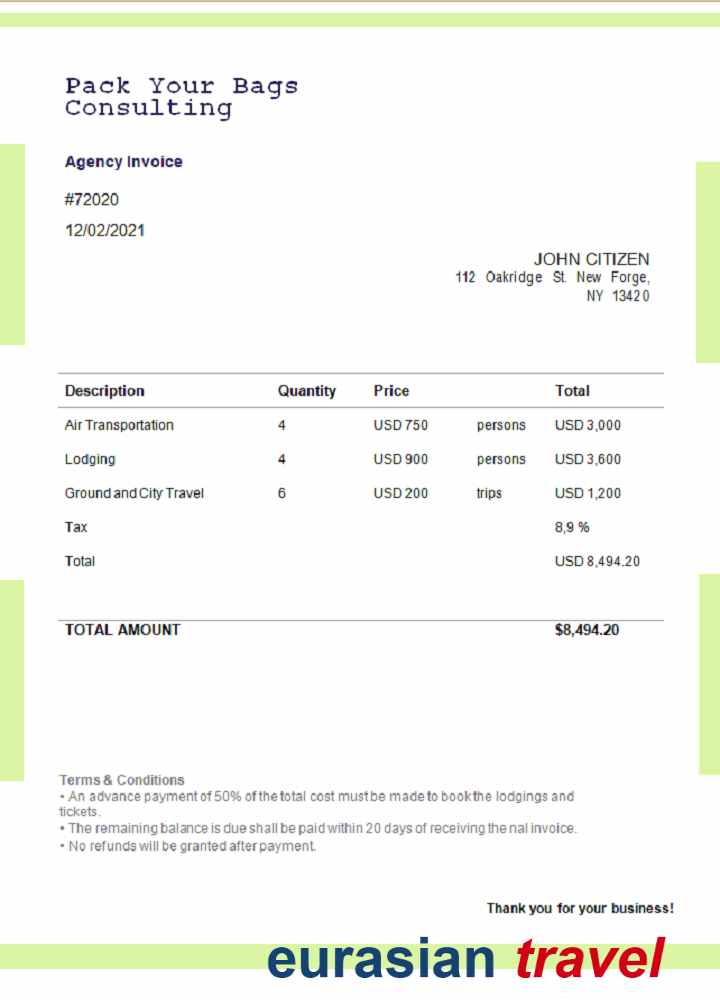 Pack Your Bags
Consulting
Agency Invoice
#72020
12/02/2021
JOHN CITIZEN
112 Oakridge St. New Forge,
NY 13420
Description Quantity Price Total
Air Transportation 4 USD 750 persons USD 3,000
Lodging 4 USD 900 persons USD 3,600
Ground and City Travel 6 USD 200 trips USD 1,200
Tax 8,9 %
Total USD 8,494.20
TOTAL AMOUNT $8,494.20
Terms & Conditions
• An advance payment of 50% of the total cost must be made to book the lodgings and
tickets.
• The remaining balance is due shall be paid within 20 days of receiving the nal invoice.
• No refunds will be granted after payment.
Thank you for your business!
eurasian travel